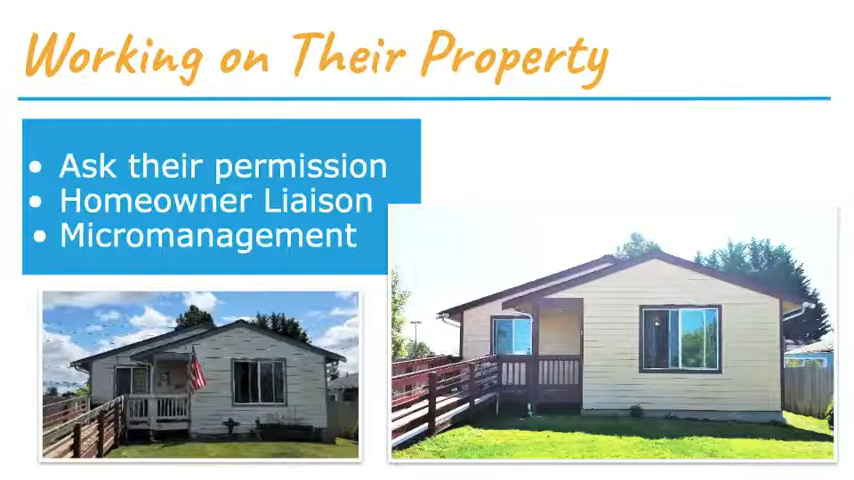 Working on Their Property
• Ask their permission
• Homeowner Liaison
• Micromanagement